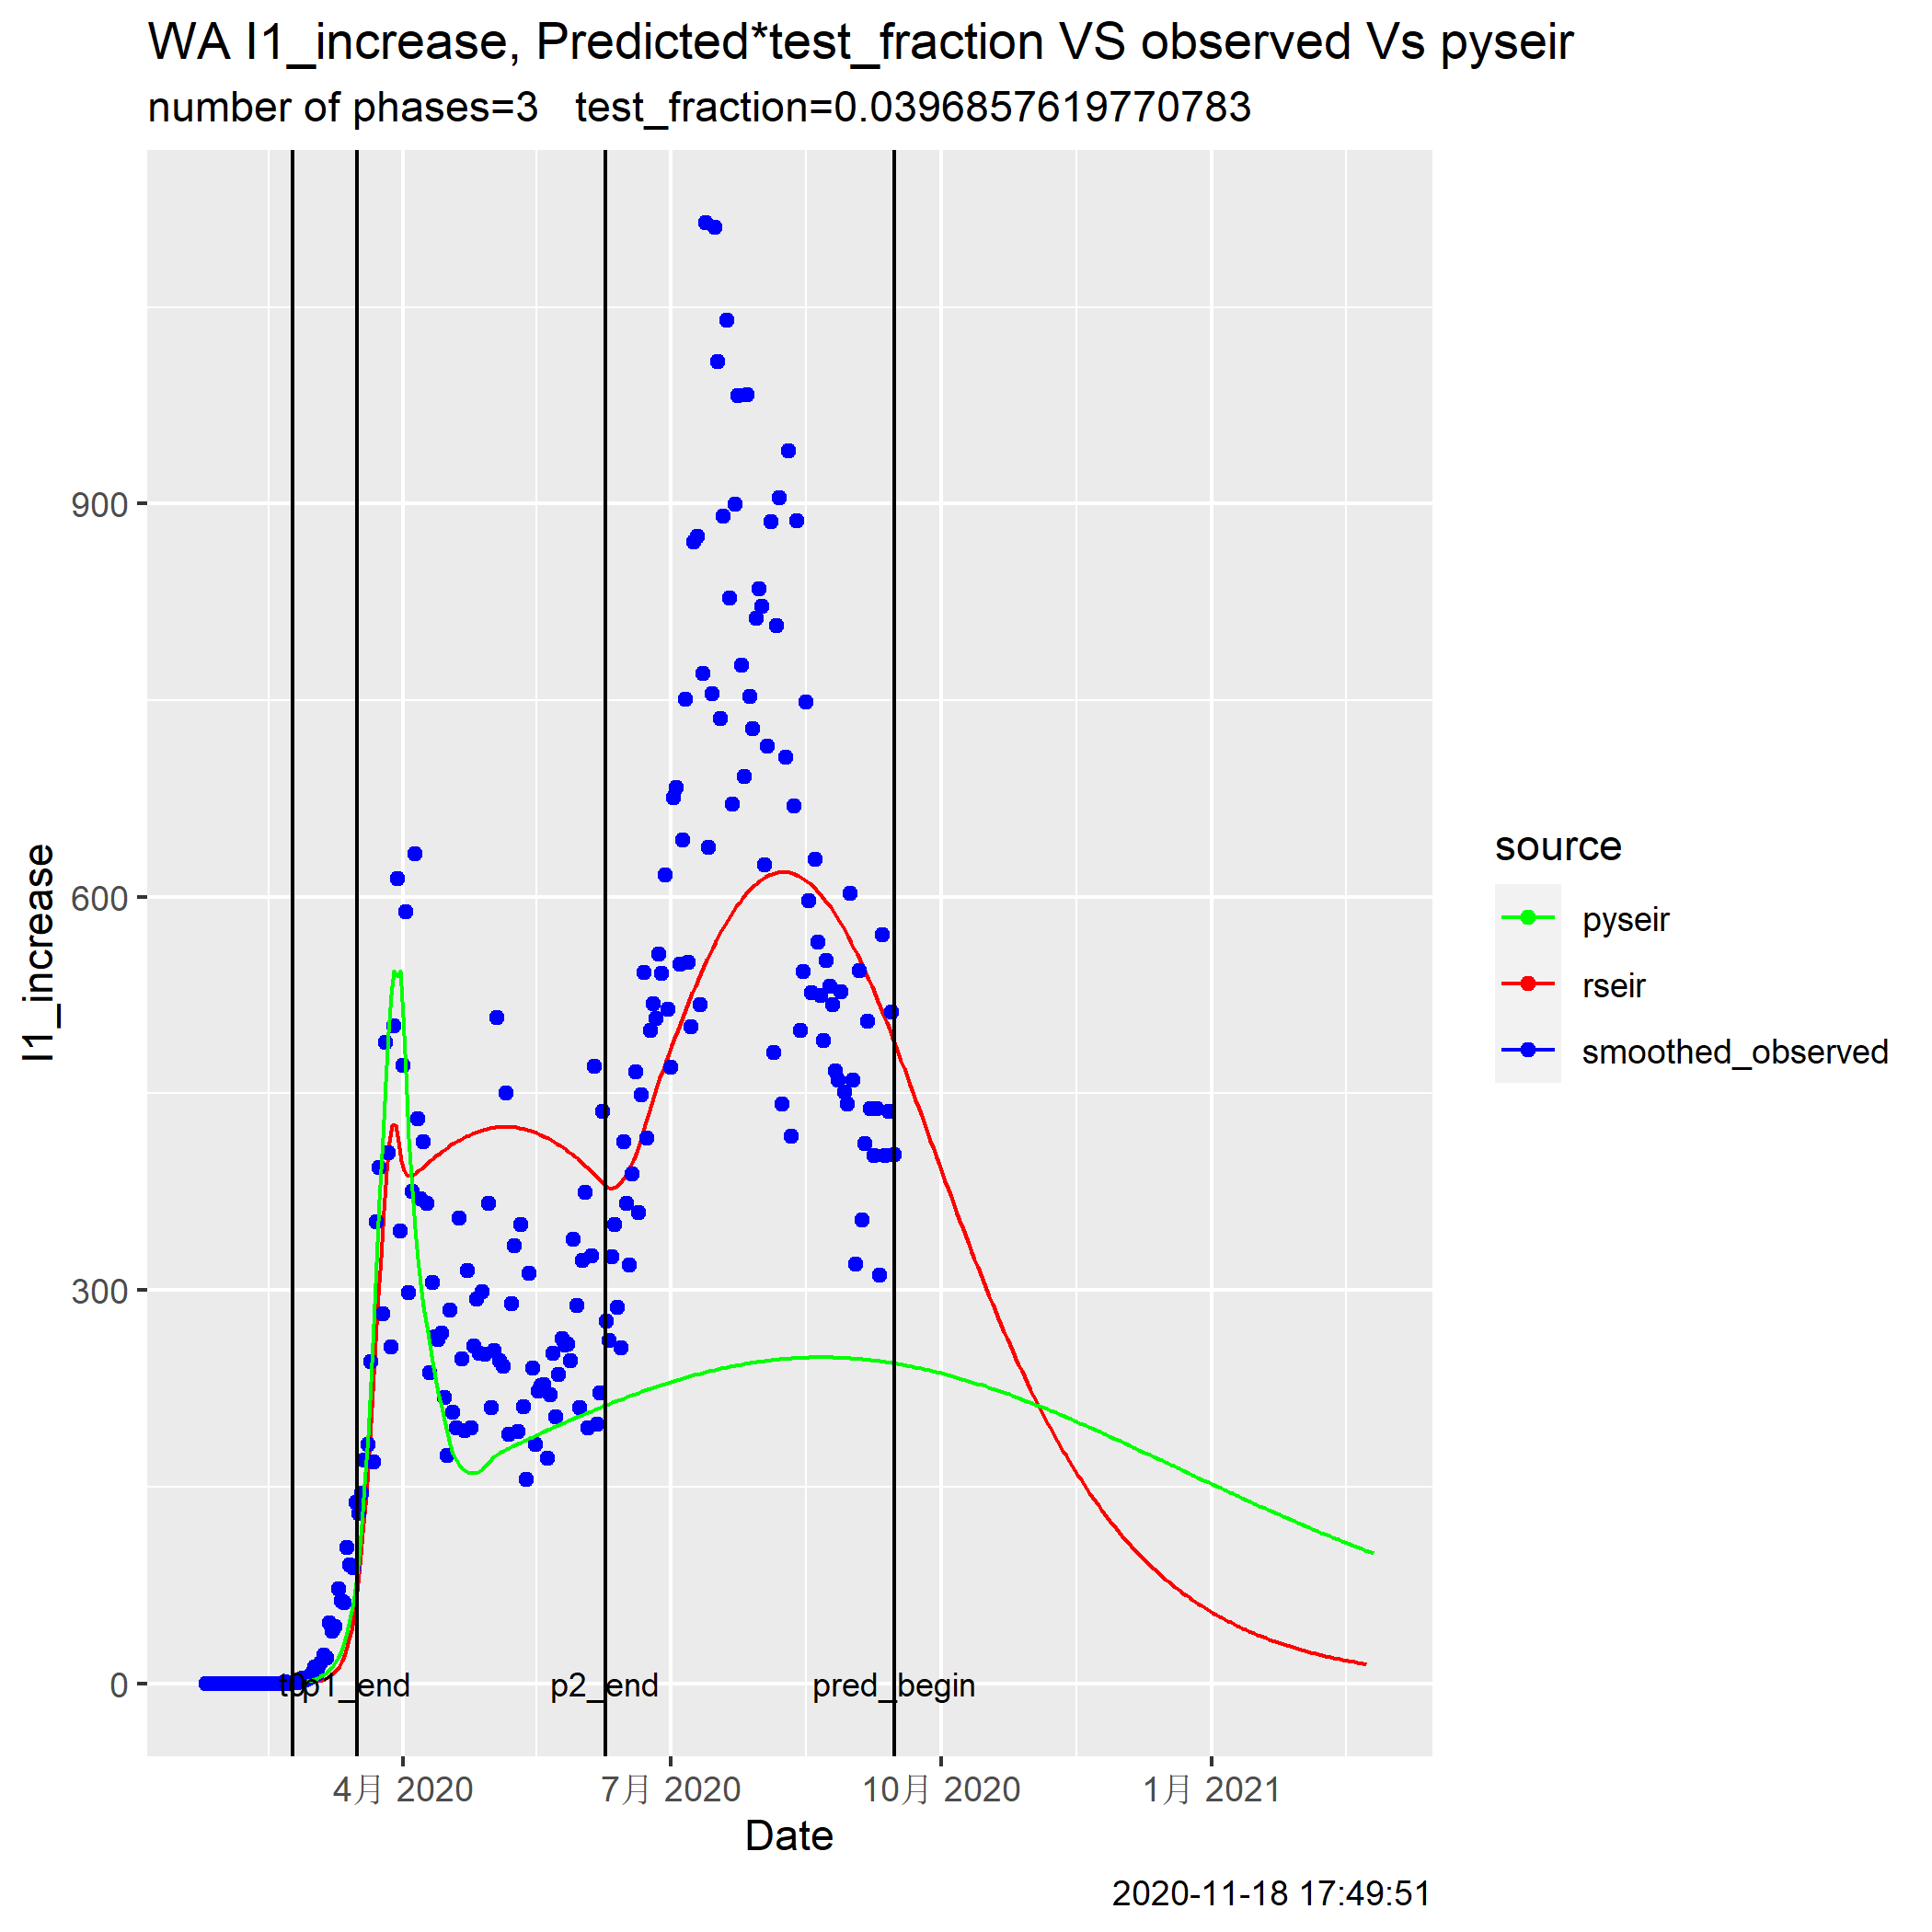 WA I1_increase, Predicted*test_fraction VS observed Vs pyseir
number of phases=3 test_fraction=0.0396857619770783
I1_increase
900
600
300
0
t0 p1_end p2_end pred_begin
4月 2020 7月 2020 10月 2020 1月 2021
Date
source
pyseir
rseir
smoothed_observed
2020-11-18 17:49:51